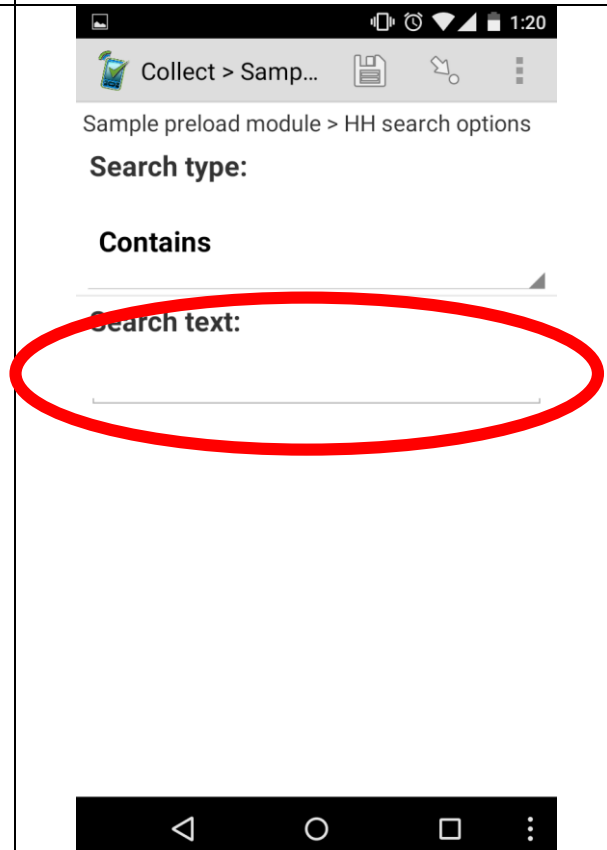 1:20
Collect > Samp...
Sample preload module > HH search options
Search type:
Contains
Search text: